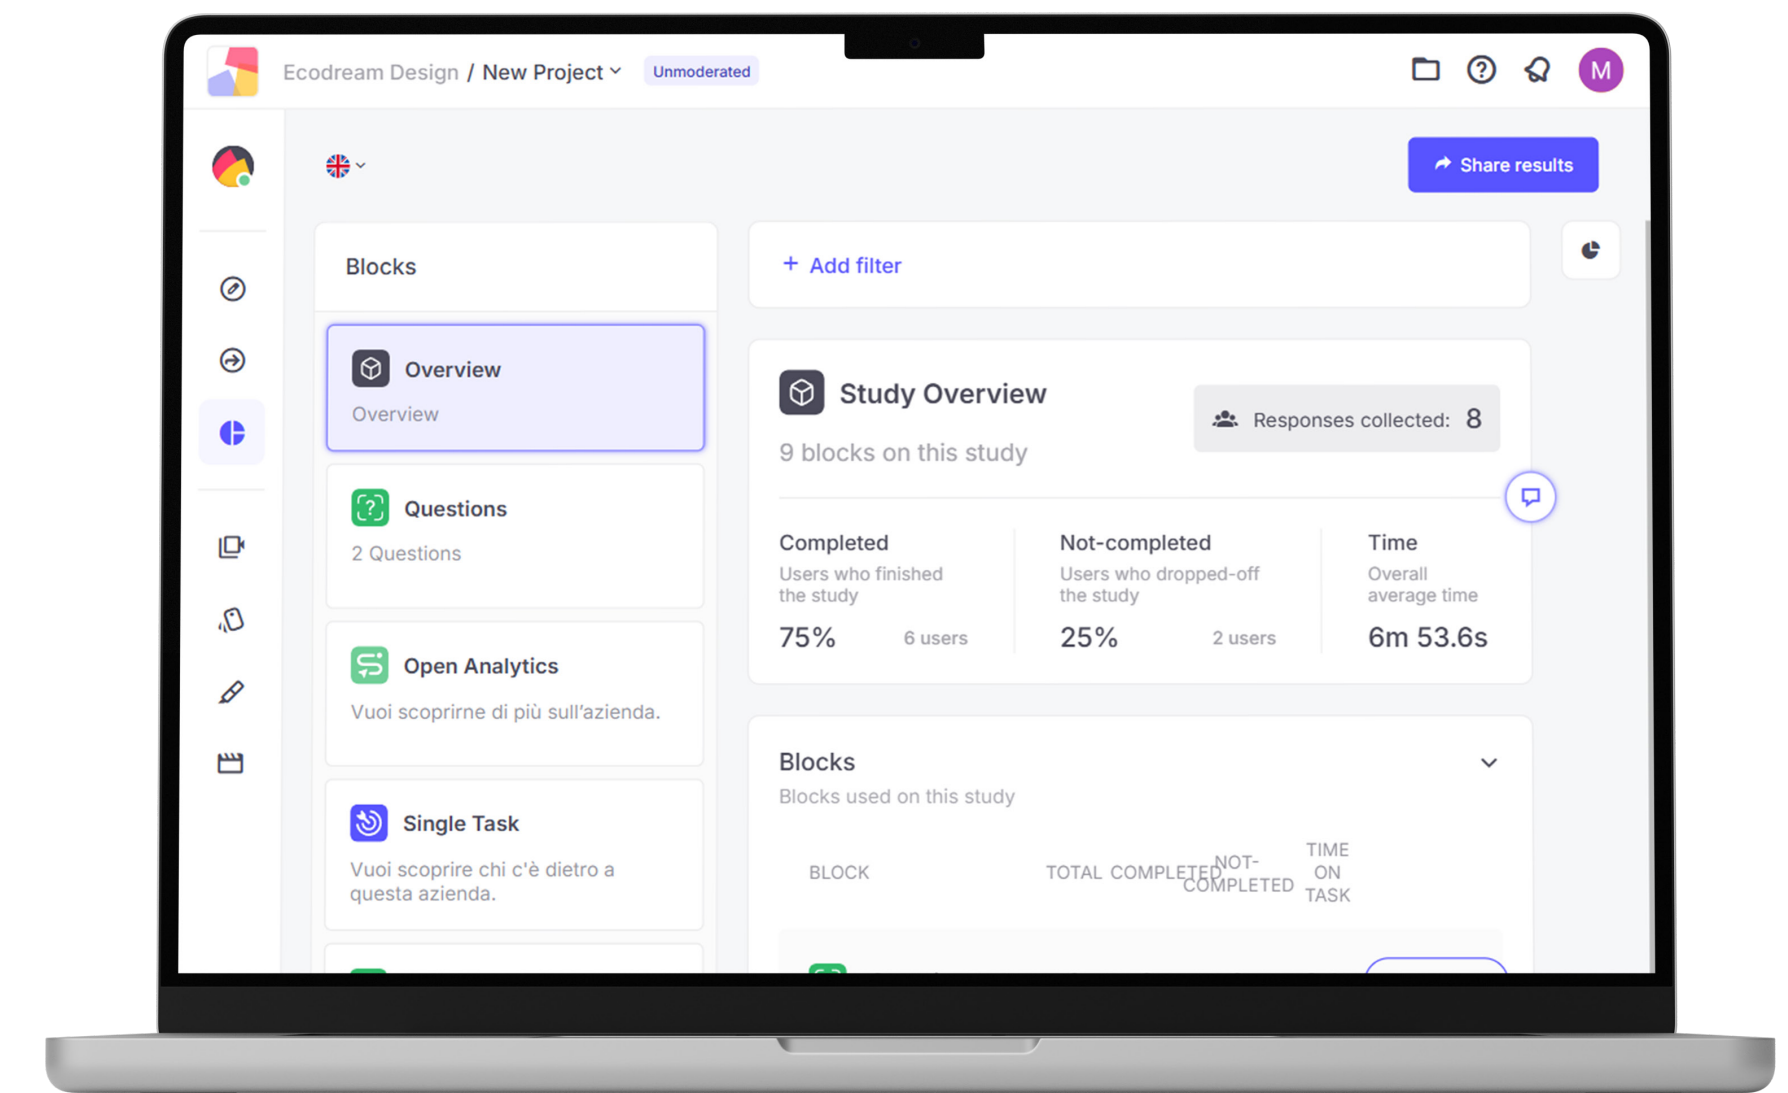 Ecodream Design / New Project
Unmoderated
M
Share results
Blocks
+ Add filter
Overview
Overview
Study Overview
Responses collected: 8
9 blocks on this study
Questions
2 Questions
Completed
Users who finished
the study
75%
6 users
Not-completed
Users who dropped-off
the study
25%
2 users
Time
Overall
average time
6m 53.6s
Open Analytics
Vuoi scoprirne di più sull’azienda.
Blocks
Blocks used on this study
Single Task
Vuoi scoprire chi c'è dietro a
questa azienda.
BLOCK
TOTAL
COMPLETED
NOT-
COMPLETED
TIME
ON
TASK